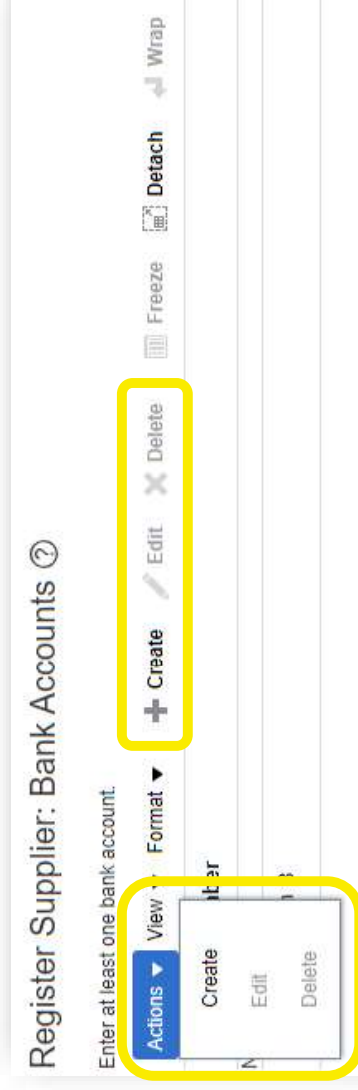 Register Supplier: Bank Accounts ?
Enter at least one bank account.
Actions ▼ View ▼ Format ▼ Create Edit Delete Freeze Detach Wrap
Create
Edit
Delete